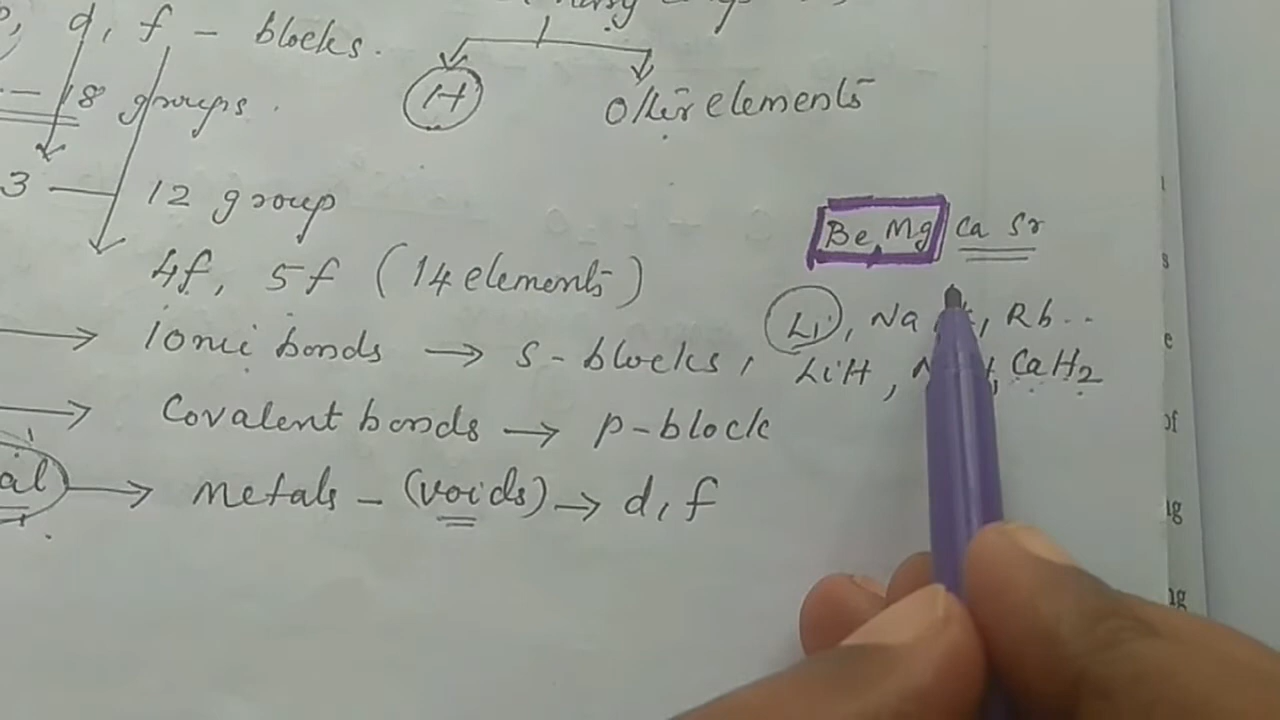 d, f - blocks.
- 18 groups.
H
Other elements
3 — 12 group
Be, Mg Ca Sr
4f, 5f (14 elements)
Li, Na, Rb..
Ionic bonds → s-blocks, LiH, CaH2
Covalent bonds → p-block
al → metals - (voids) → d, f